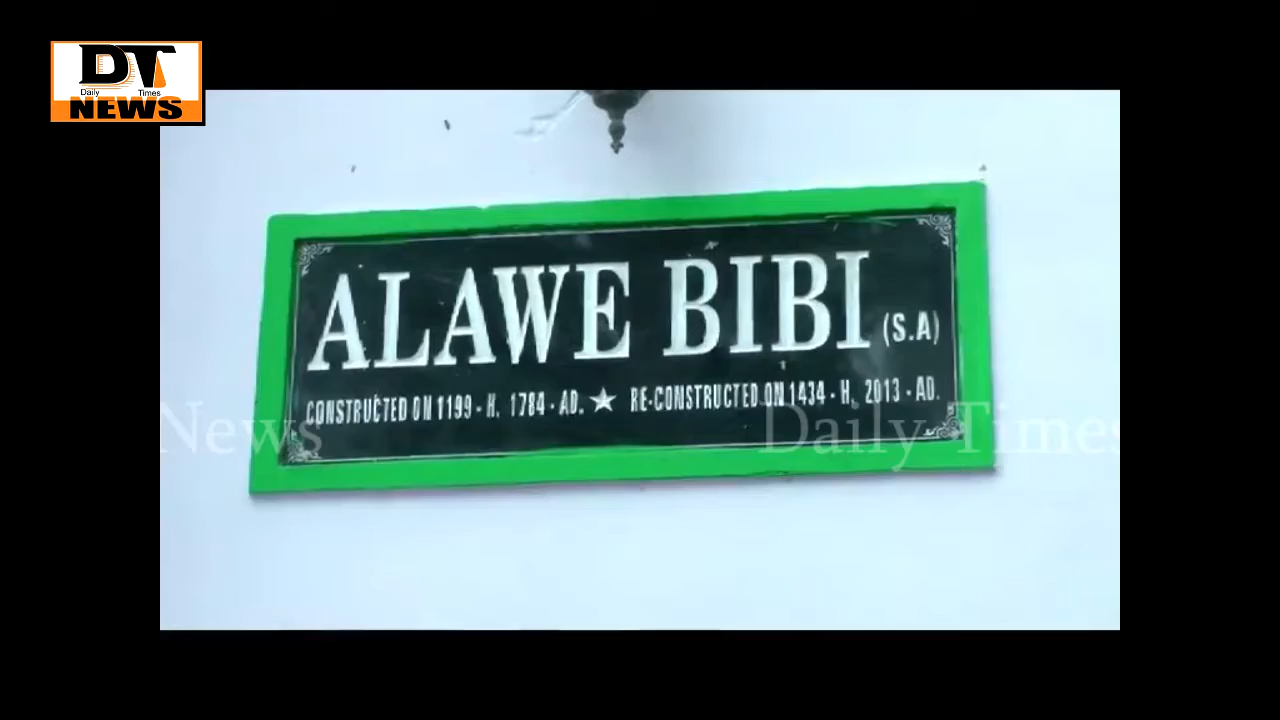 DT
Daily Times
NEWS
ALAWE BIBI (S.A)
CONSTRUCTED ON 1199 - H, 1784 - AD. ★ RE-CONSTRUCTED ON 1434 - H, 2013 - AD.
News Daily Times